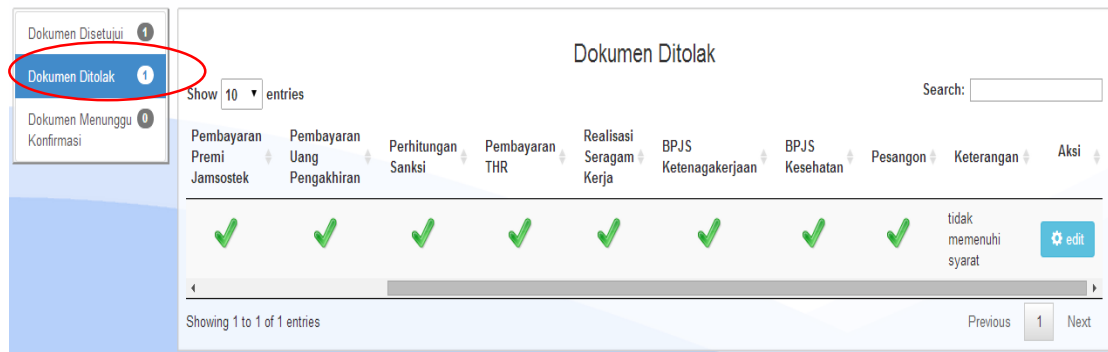 Dokumen Disetujui 1
Dokumen Ditolak 1
Dokumen Menunggu 0
Konfirmasi
Dokumen Ditolak
Show 10 entries
Search:
Pembayaran
Premi
Jamsostek
Pembayaran
Uang
Pengakhiran
Perhitungan
Sanksi
Pembayaran
THR
Realisasi
Seragam
Kerja
BPJS
Ketenagakerjaan
BPJS
Kesehatan
Pesangon
Keterangan
Aksi
tidak
memenuhi
syarat
edit
Showing 1 to 1 of 1 entries
Previous 1 Next